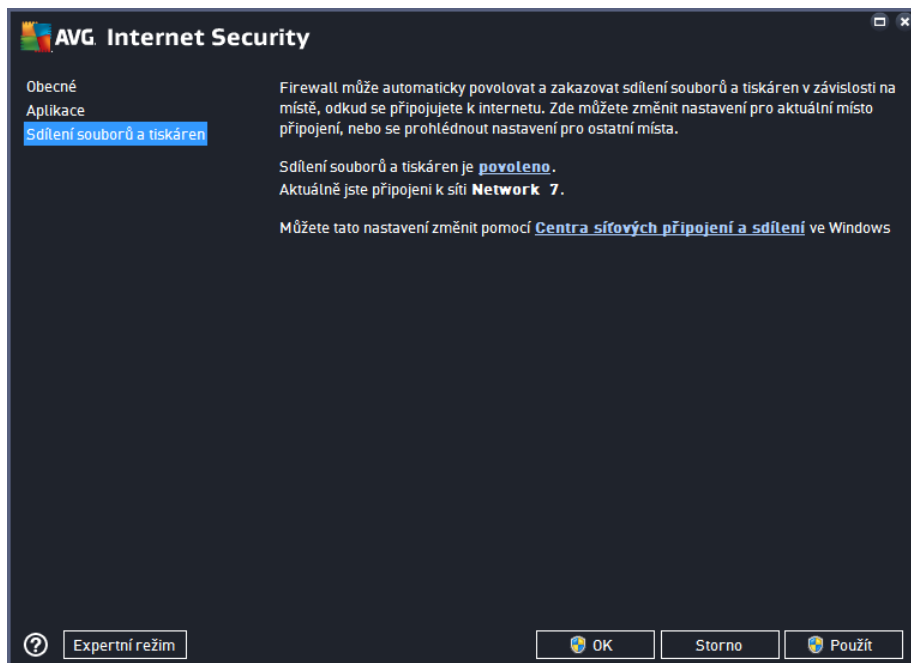 AVG. Internet Security
Obecné
Aplikace
Sdílení souborů a tiskáren
Firewall může automaticky povolovat a zakazovat sdílení souborů a tiskáren v závislosti na
místě, odkud se připojujete k internetu. Zde můžete změnit nastavení pro aktuální místo
připojení, nebo se prohlédnout nastavení pro ostatní místa.
Sdílení souborů a tiskáren je povoleno.
Aktuálně jste připojeni k síti Network 7.
Můžete tato nastavení změnit pomocí Centra síťových připojení a sdílení ve Windows
? Expertní režim
OK
Storno
Použít